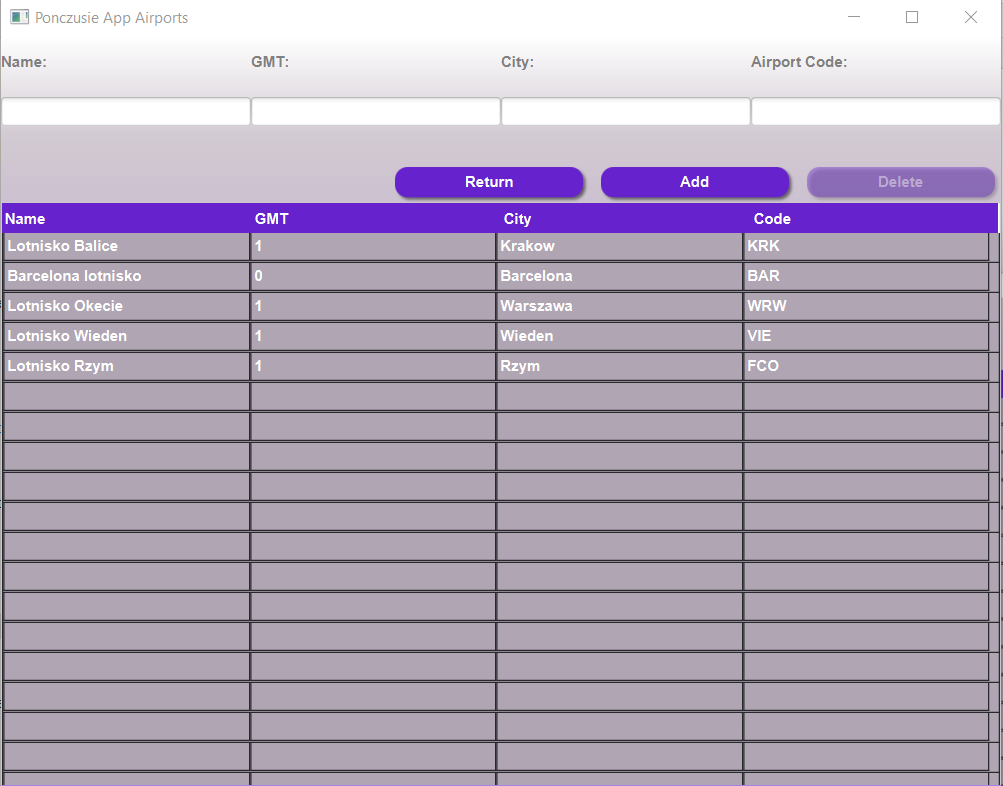 Ponczusie App Airports
Name: GMT: City: Airport Code:
Return Add Delete
Name GMT City Code
Lotnisko Balice 1 Krakow KRK
Barcelona lotnisko 0 Barcelona BAR
Lotnisko Okecie 1 Warszawa WRW
Lotnisko Wieden 1 Wieden VIE
Lotnisko Rzym 1 Rzym FCO